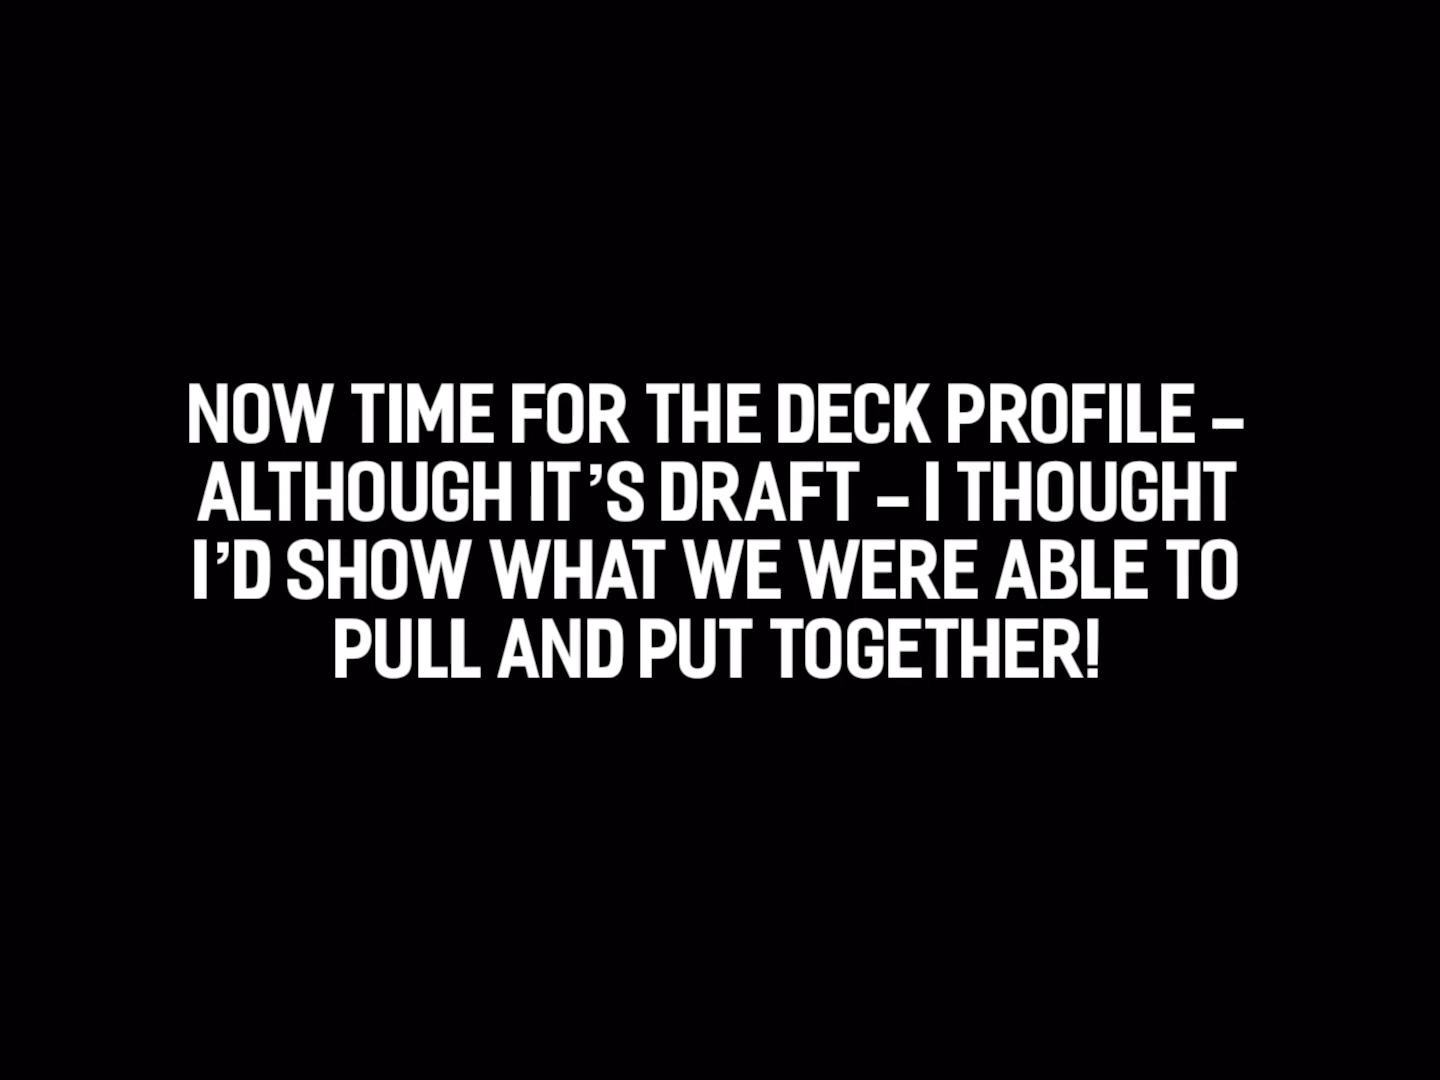 NOW TIME FOR THE DECK PROFILE –
ALTHOUGH IT’S DRAFT – I THOUGHT
I’D SHOW WHAT WE WERE ABLE TO
PULL AND PUT TOGETHER!